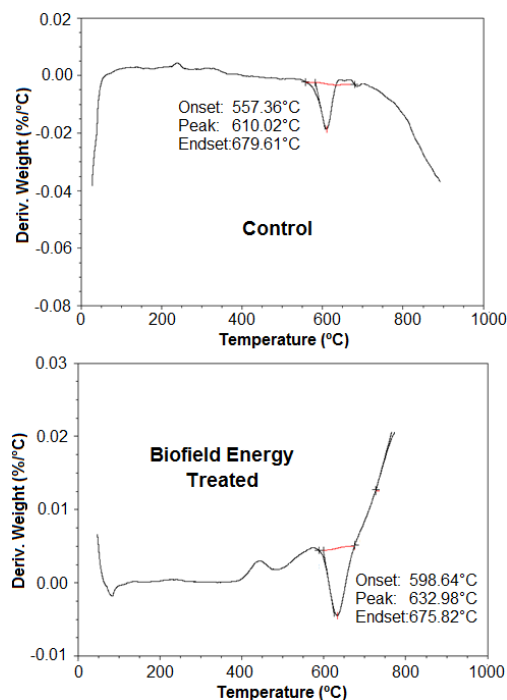 0.02
0.00
-0.02
-0.04
-0.06
-0.08
Deriv. Weight (%/°C)
Onset: 557.36°C
Peak: 610.02°C
Endset:679.61°C
Control
0 200 400 600 800 1000
Temperature (ºC)
0.03
0.02
0.01
0.00
-0.01
Deriv. Weight (%/°C)
Biofield Energy
Treated
Onset: 598.64°C
Peak: 632.98°C
Endset:675.82°C
0 200 400 600 800 1000
Temperature (ºC)